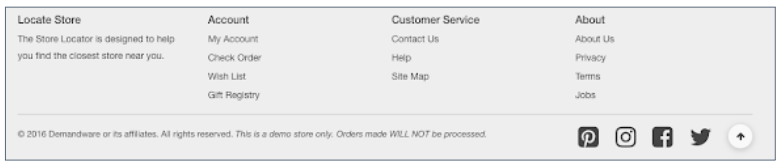 Locate Store
The Store Locator is designed to help
you find the closest store near you.
Account
My Account
Check Order
Wish List
Gift Registry
Customer Service
Contact Us
Help
Site Map
About
About Us
Privacy
Terms
Jobs
© 2016 Demandware or its affiliates. All rights reserved. This is a demo store only. Orders made WILL NOT be processed.